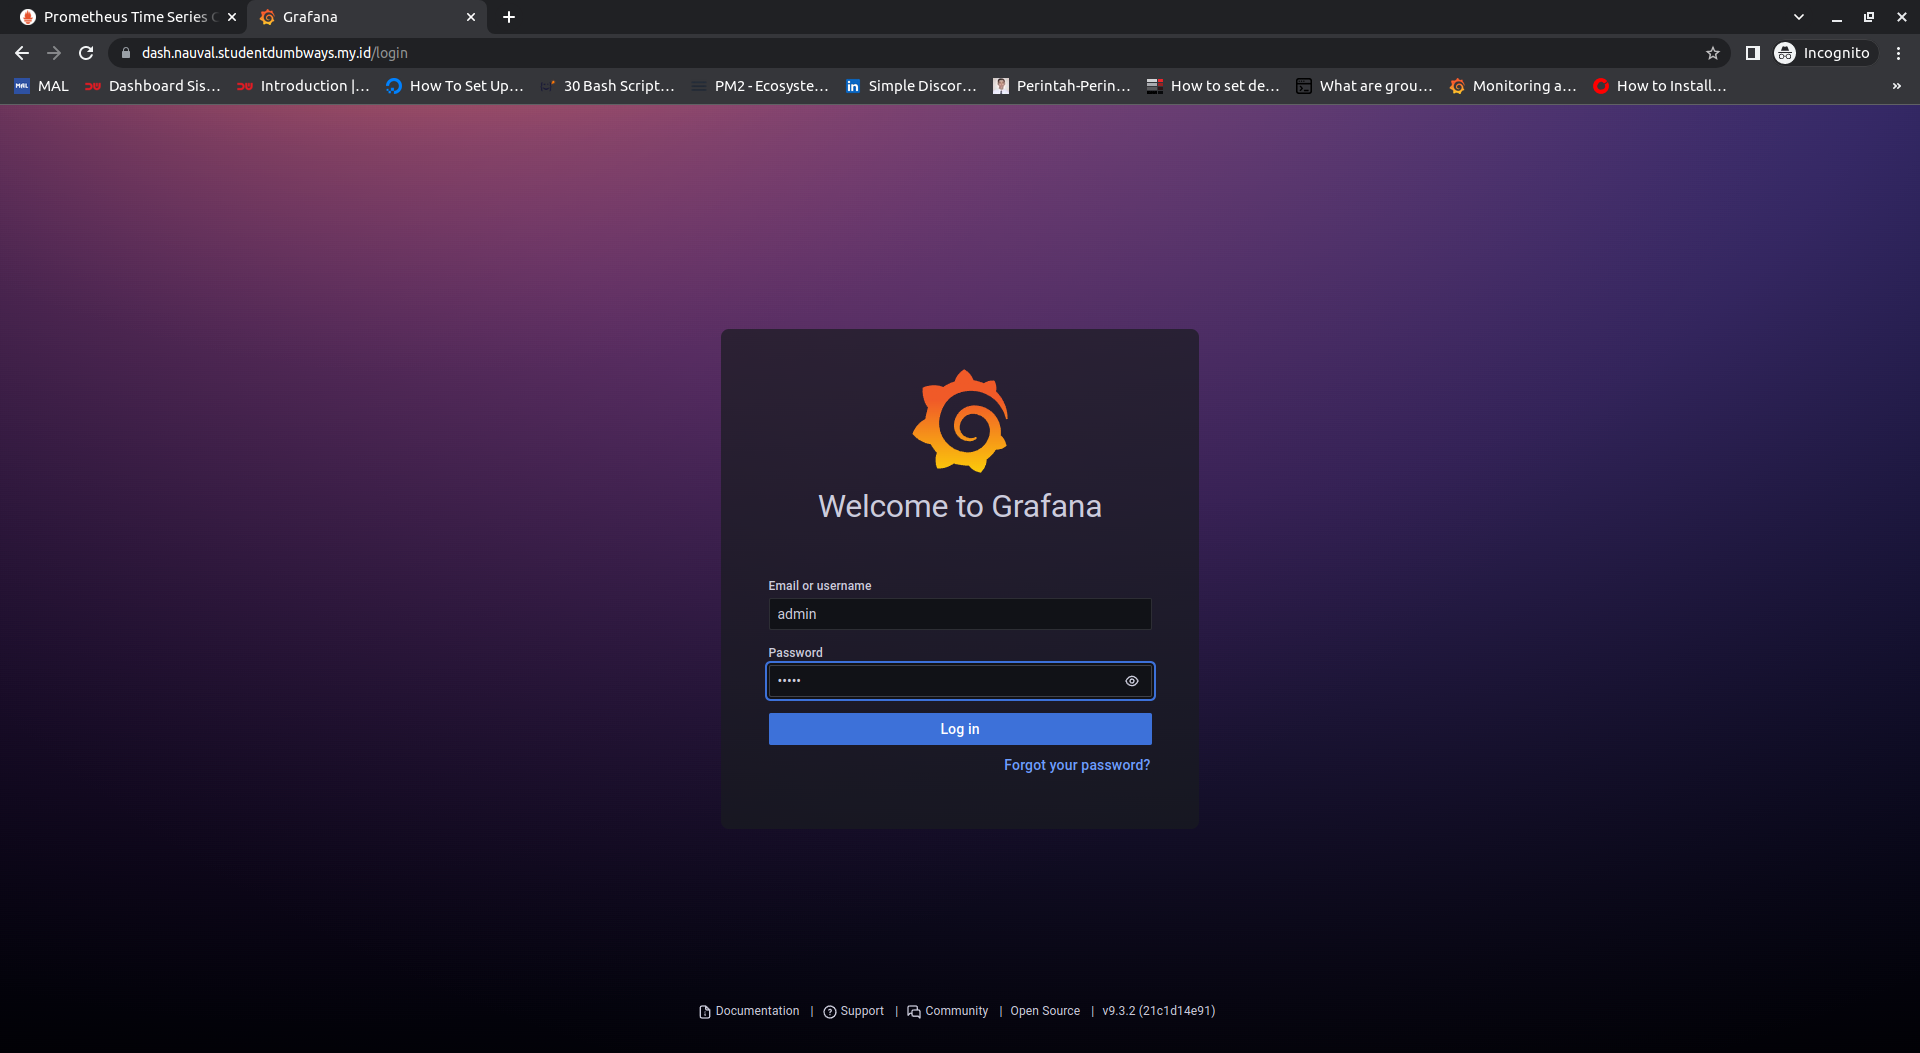 Prometheus Time Series
Grafana
dash.nauval.studentdumbways.my.id/login
Incognito
MAL
Dashboard Sis...
Introduction |...
How To Set Up...
30 Bash Script...
PM2 - Ecosyste...
Simple Discor...
Perintah-Perin...
How to set de...
What are grou...
Monitoring a...
How to Install...
Welcome to Grafana
Email or username
admin
Password
•••••
Log in
Forgot your password?
Documentation | Support | Community | Open Source | v9.3.2 (21c1d14e91)